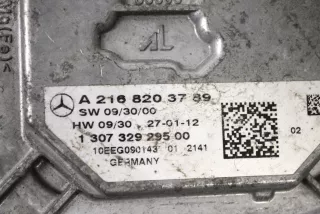 A 216 820 37 89
SW 09/30/00
HW 09/30 27-01-12
1 307 329 295 00
10EEG090143 01 2141
GERMANY
02